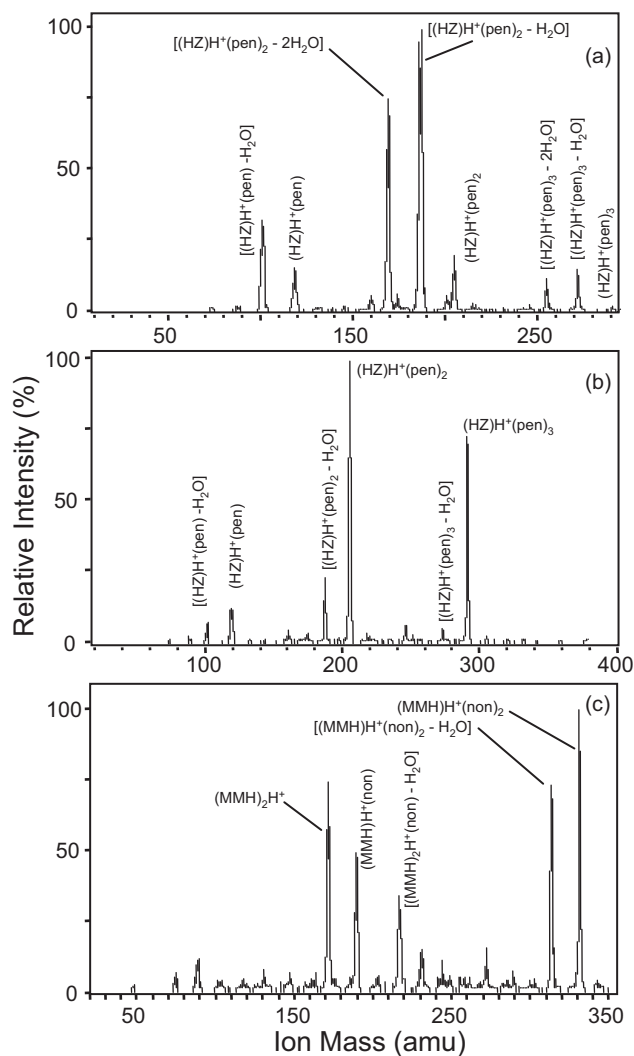 Relative Intensity (%)
100
50
0
(a)
[(HZ)H⁺(pen) -H₂O]
(HZ)H⁺(pen)
[(HZ)H⁺(pen)₂ - 2H₂O]
[(HZ)H⁺(pen)₂ - H₂O]
(HZ)H⁺(pen)₂
[(HZ)H⁺(pen)₃ - 2H₂O]
[(HZ)H⁺(pen)₃ - H₂O]
(HZ)H⁺(pen)₃
50 150 250
100
50
0
(b)
[(HZ)H⁺(pen) -H₂O]
(HZ)H⁺(pen)
[(HZ)H⁺(pen)₂ - H₂O]
(HZ)H⁺(pen)₂
[(HZ)H⁺(pen)₃ - H₂O]
(HZ)H⁺(pen)₃
100 200 300 400
100
50
0
(c)
(MMH)₂H⁺
(MMH)H⁺(non)
[(MMH)₂H⁺(non) - H₂O]
[(MMH)H⁺(non)₂ - H₂O]
(MMH)H⁺(non)₂
50 150 250 350
Ion Mass (amu)